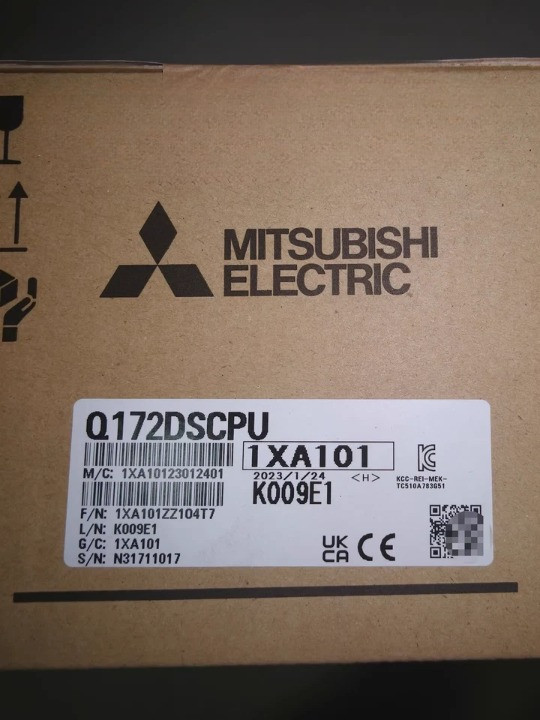 MITSUBISHI
ELECTRIC
Q172DSCPU
1XA101
M/C: 1XA10123012401
2023/1/24 <H>
KCC-REI-MEK-
TC510A783G51
K009E1
F/N: 1XA101ZZ104T7
L/N: K009E1
G/C: 1XA101
S/N: N31711017
UK
CA CE